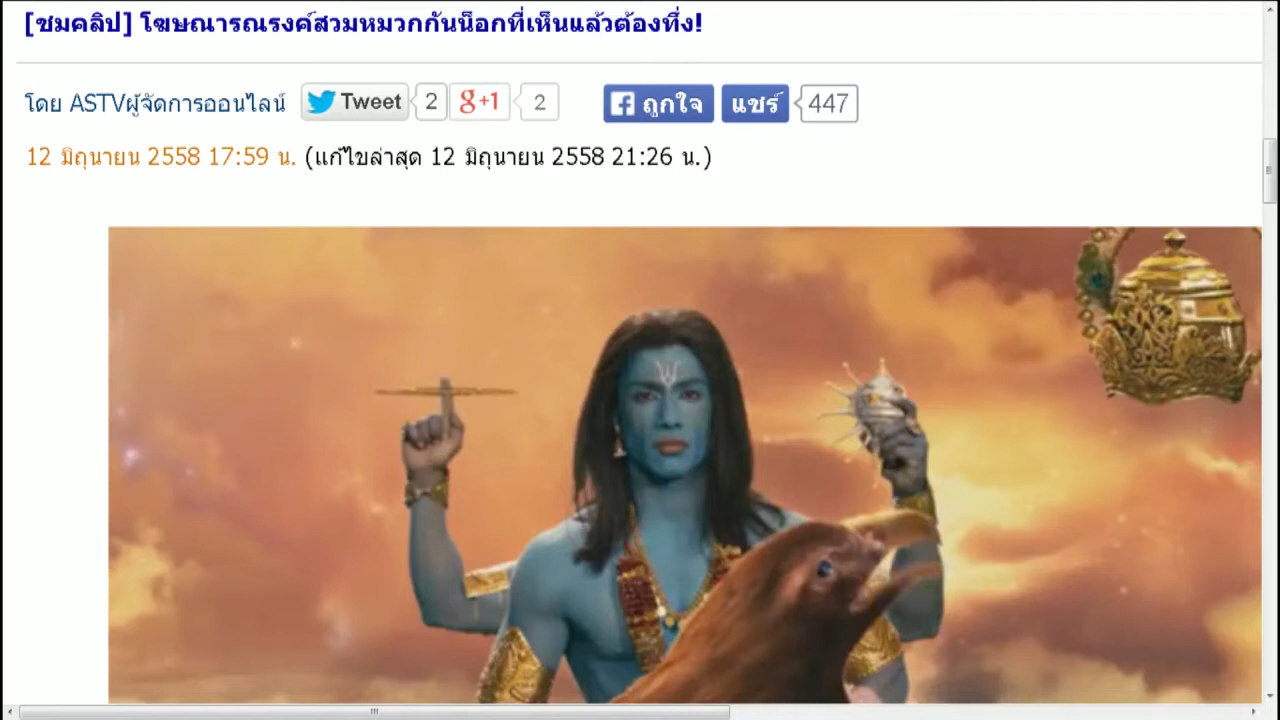 [ชมคลิป] โฆษณารณรงค์สวมหมวกกันน็อกที่เห็นแล้วต้องทึ่ง!
โดย ASTVผู้จัดการออนไลน์ Tweet 2 g+1 2 ถูกใจ แชร์ 447
12 มิถุนายน 2558 17:59 น. (แก้ไขล่าสุด 12 มิถุนายน 2558 21:26 น.)